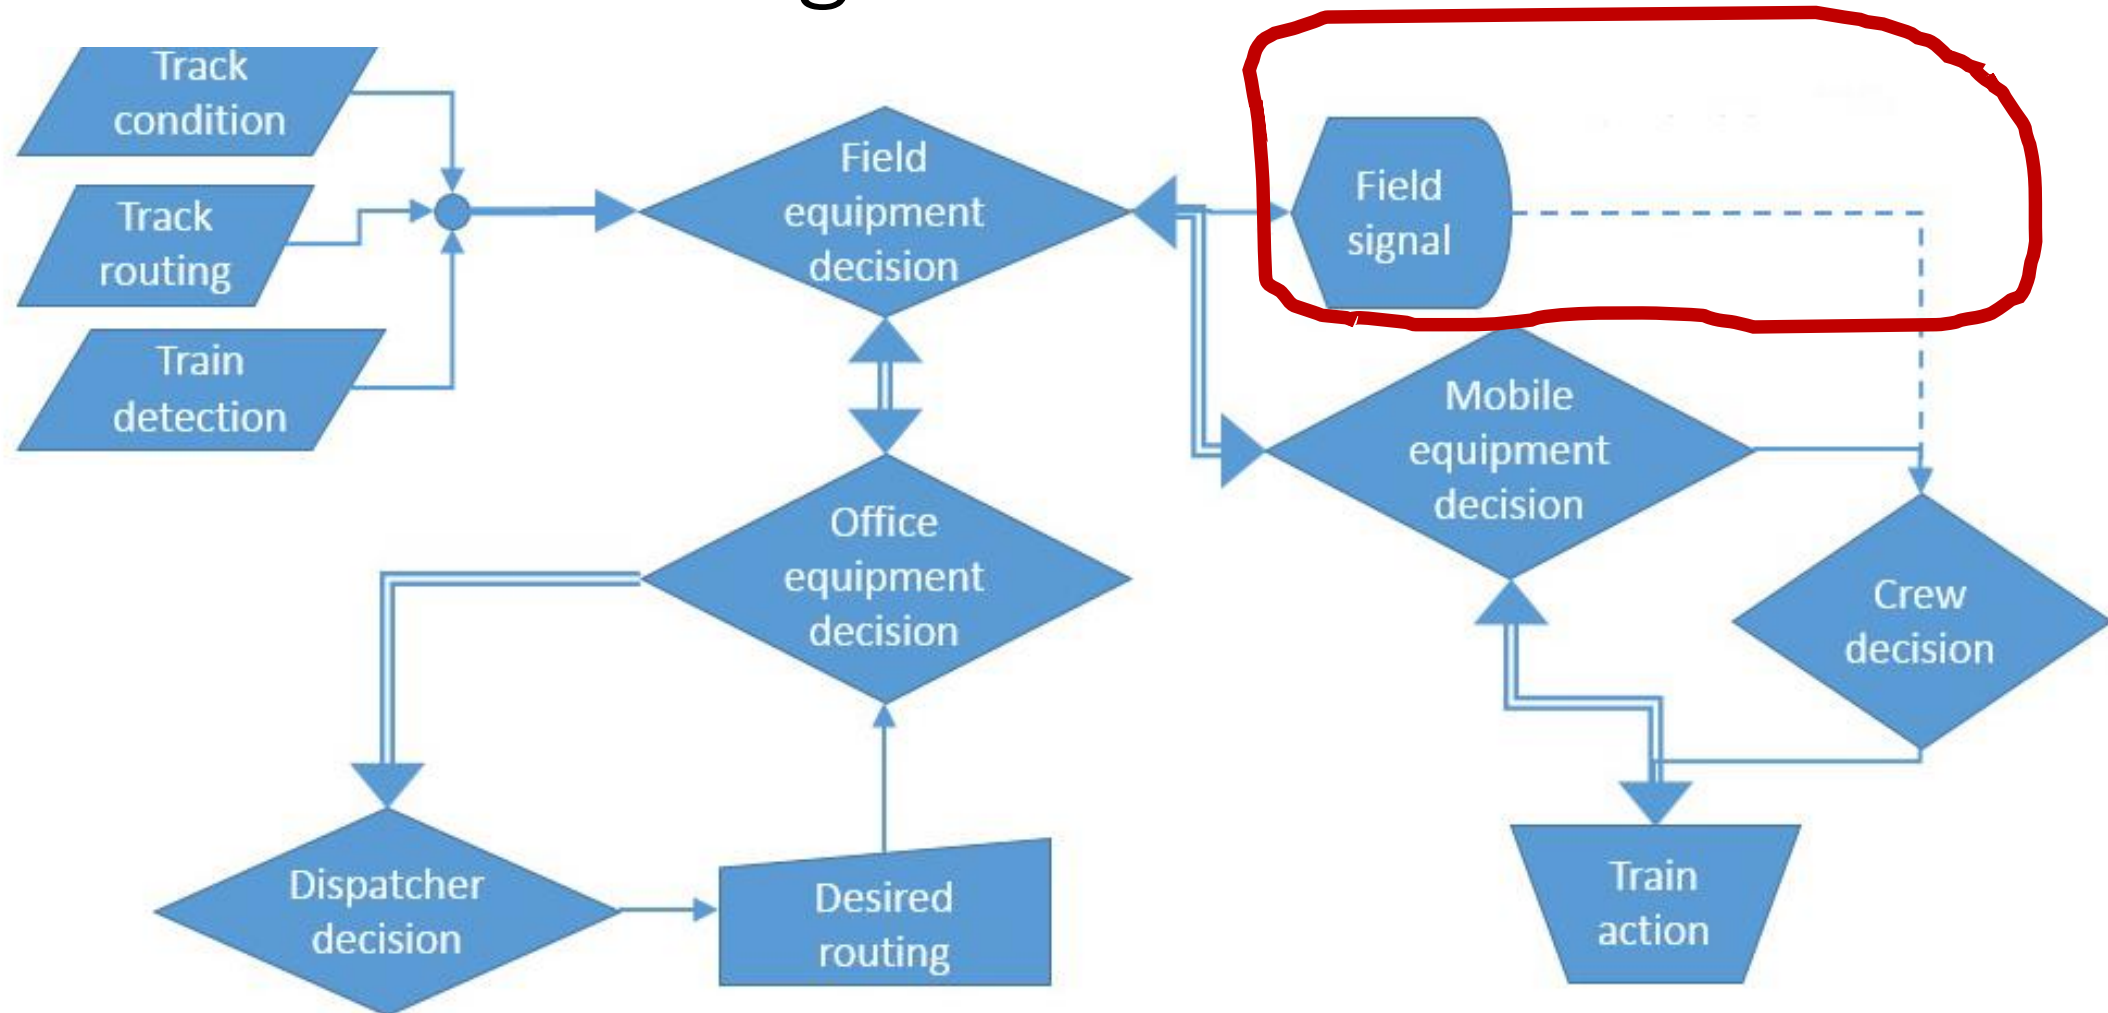 Track
condition
Track
routing
Train
detection
Field
equipment
decision
Field
signal
Mobile
equipment
decision
Office
equipment
decision
Crew
decision
Dispatcher
decision
Desired
routing
Train
action